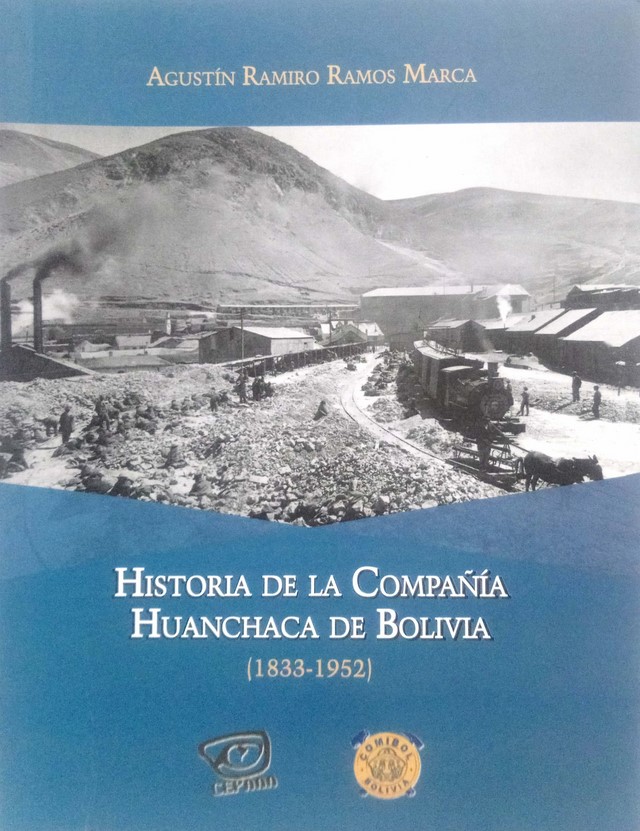 AGUSTÍN RAMIRO RAMOS MARCA
HISTORIA DE LA COMPAÑÍA
HUANCHACA DE BOLIVIA
(1833-1952)
COMIBOL
BOLIVIA